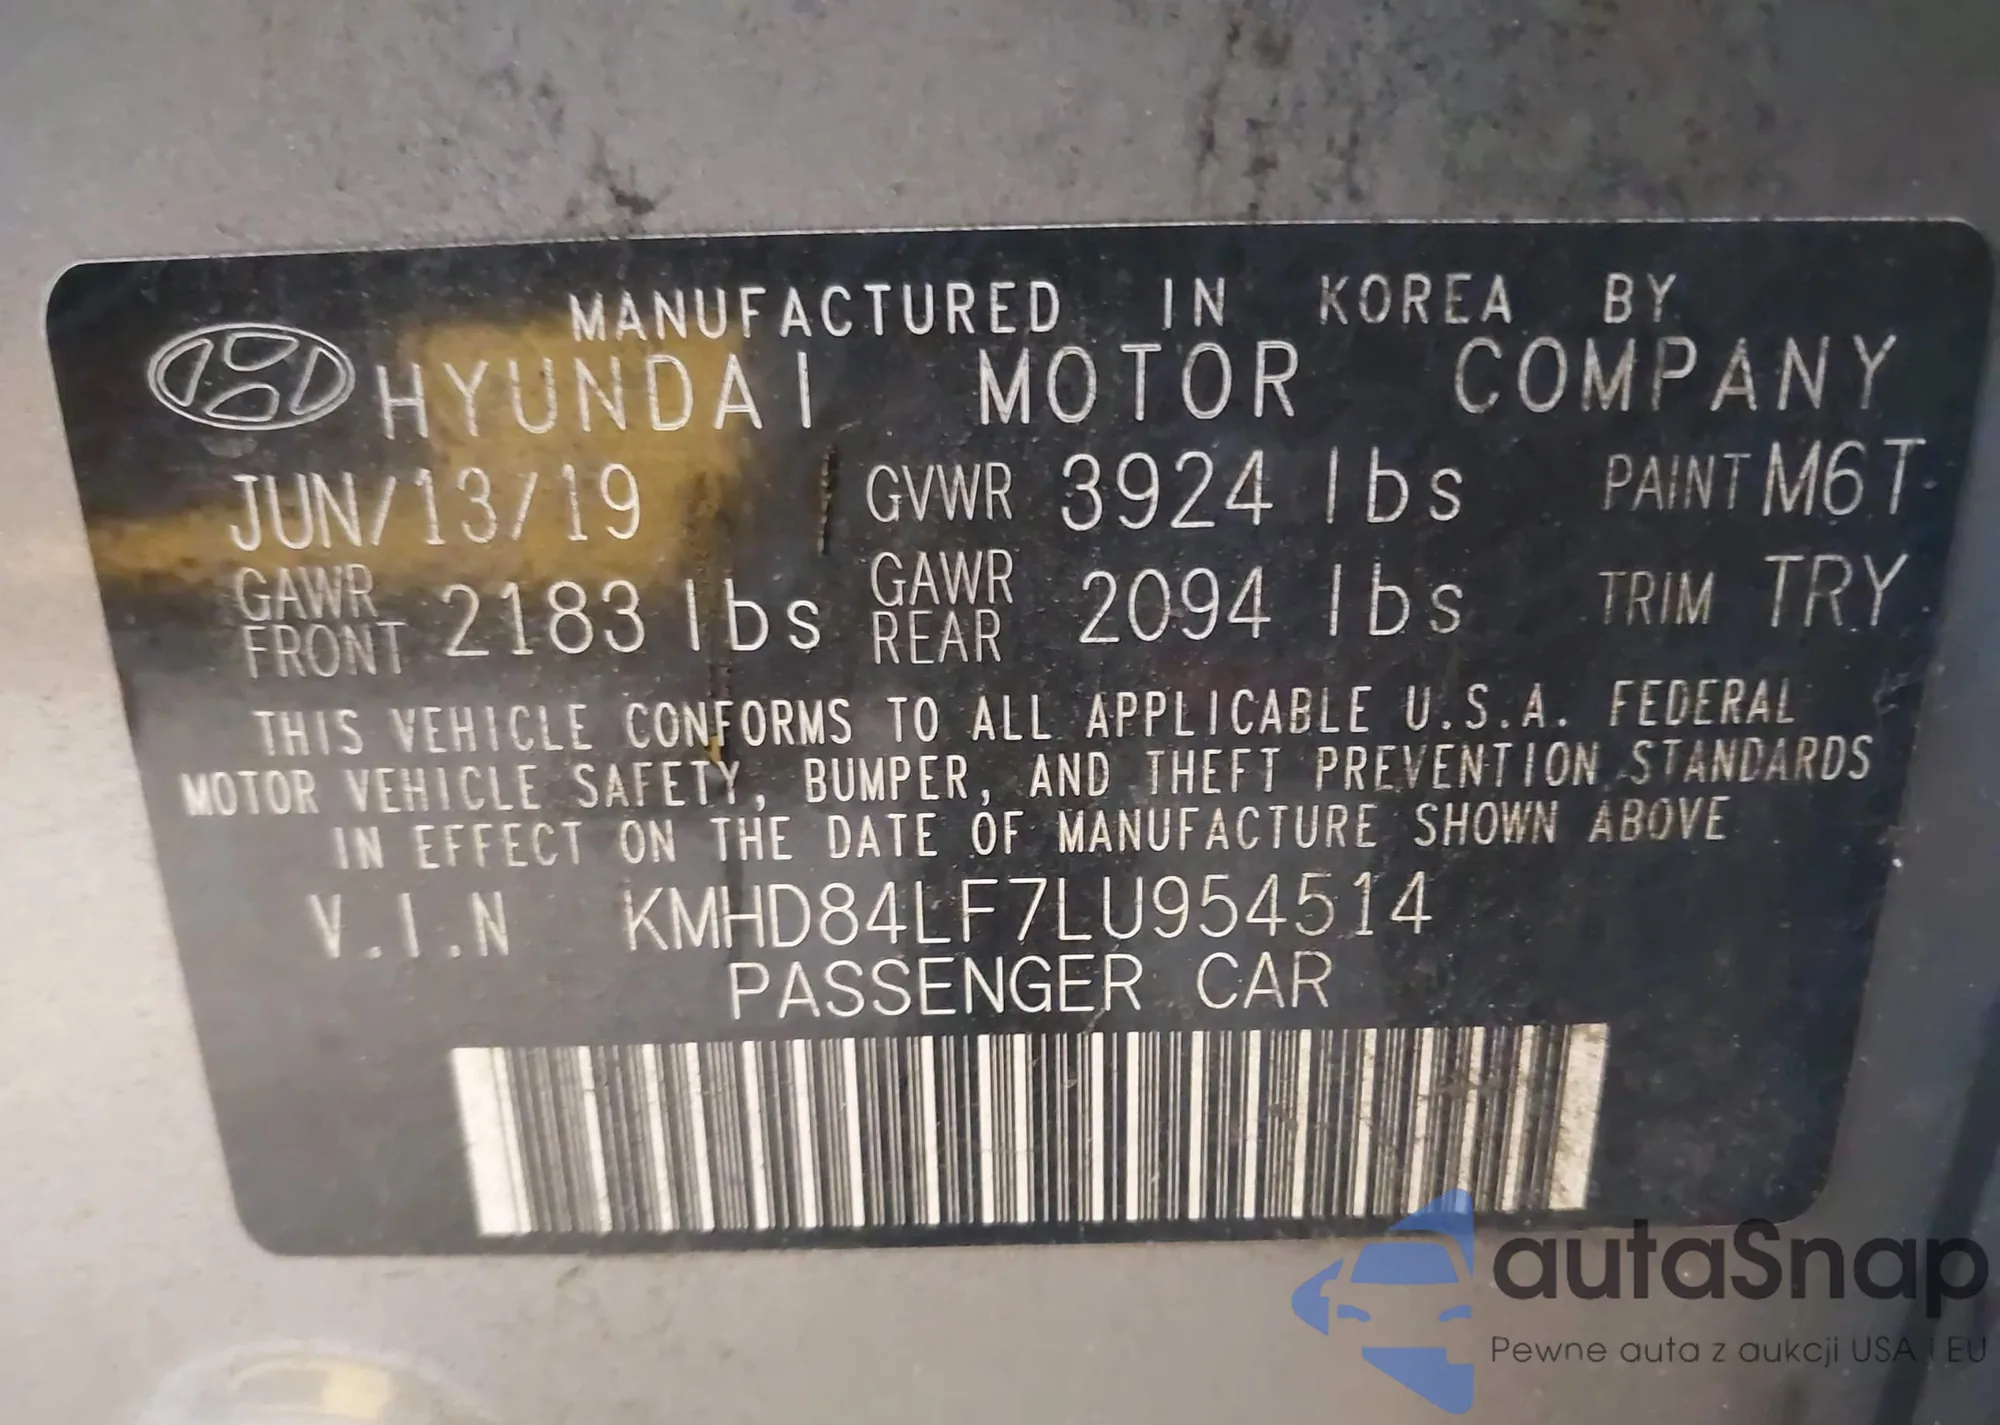 MANUFACTURED IN KOREA BY
HYUNDAI MOTOR COMPANY
JUN/13/19 GVWR 3924 lbs PAINT M6T
GAWR FRONT 2183 lbs GAWR REAR 2094 lbs TRIM TRY
THIS VEHICLE CONFORMS TO ALL APPLICABLE U.S.A. FEDERAL
MOTOR VEHICLE SAFETY, BUMPER, AND THEFT PREVENTION STANDARDS
IN EFFECT ON THE DATE OF MANUFACTURE SHOWN ABOVE
V.I.N KMHD84LF7LU954514
PASSENGER CAR
autaSnap
Pewne auta z aukcji USA i EU